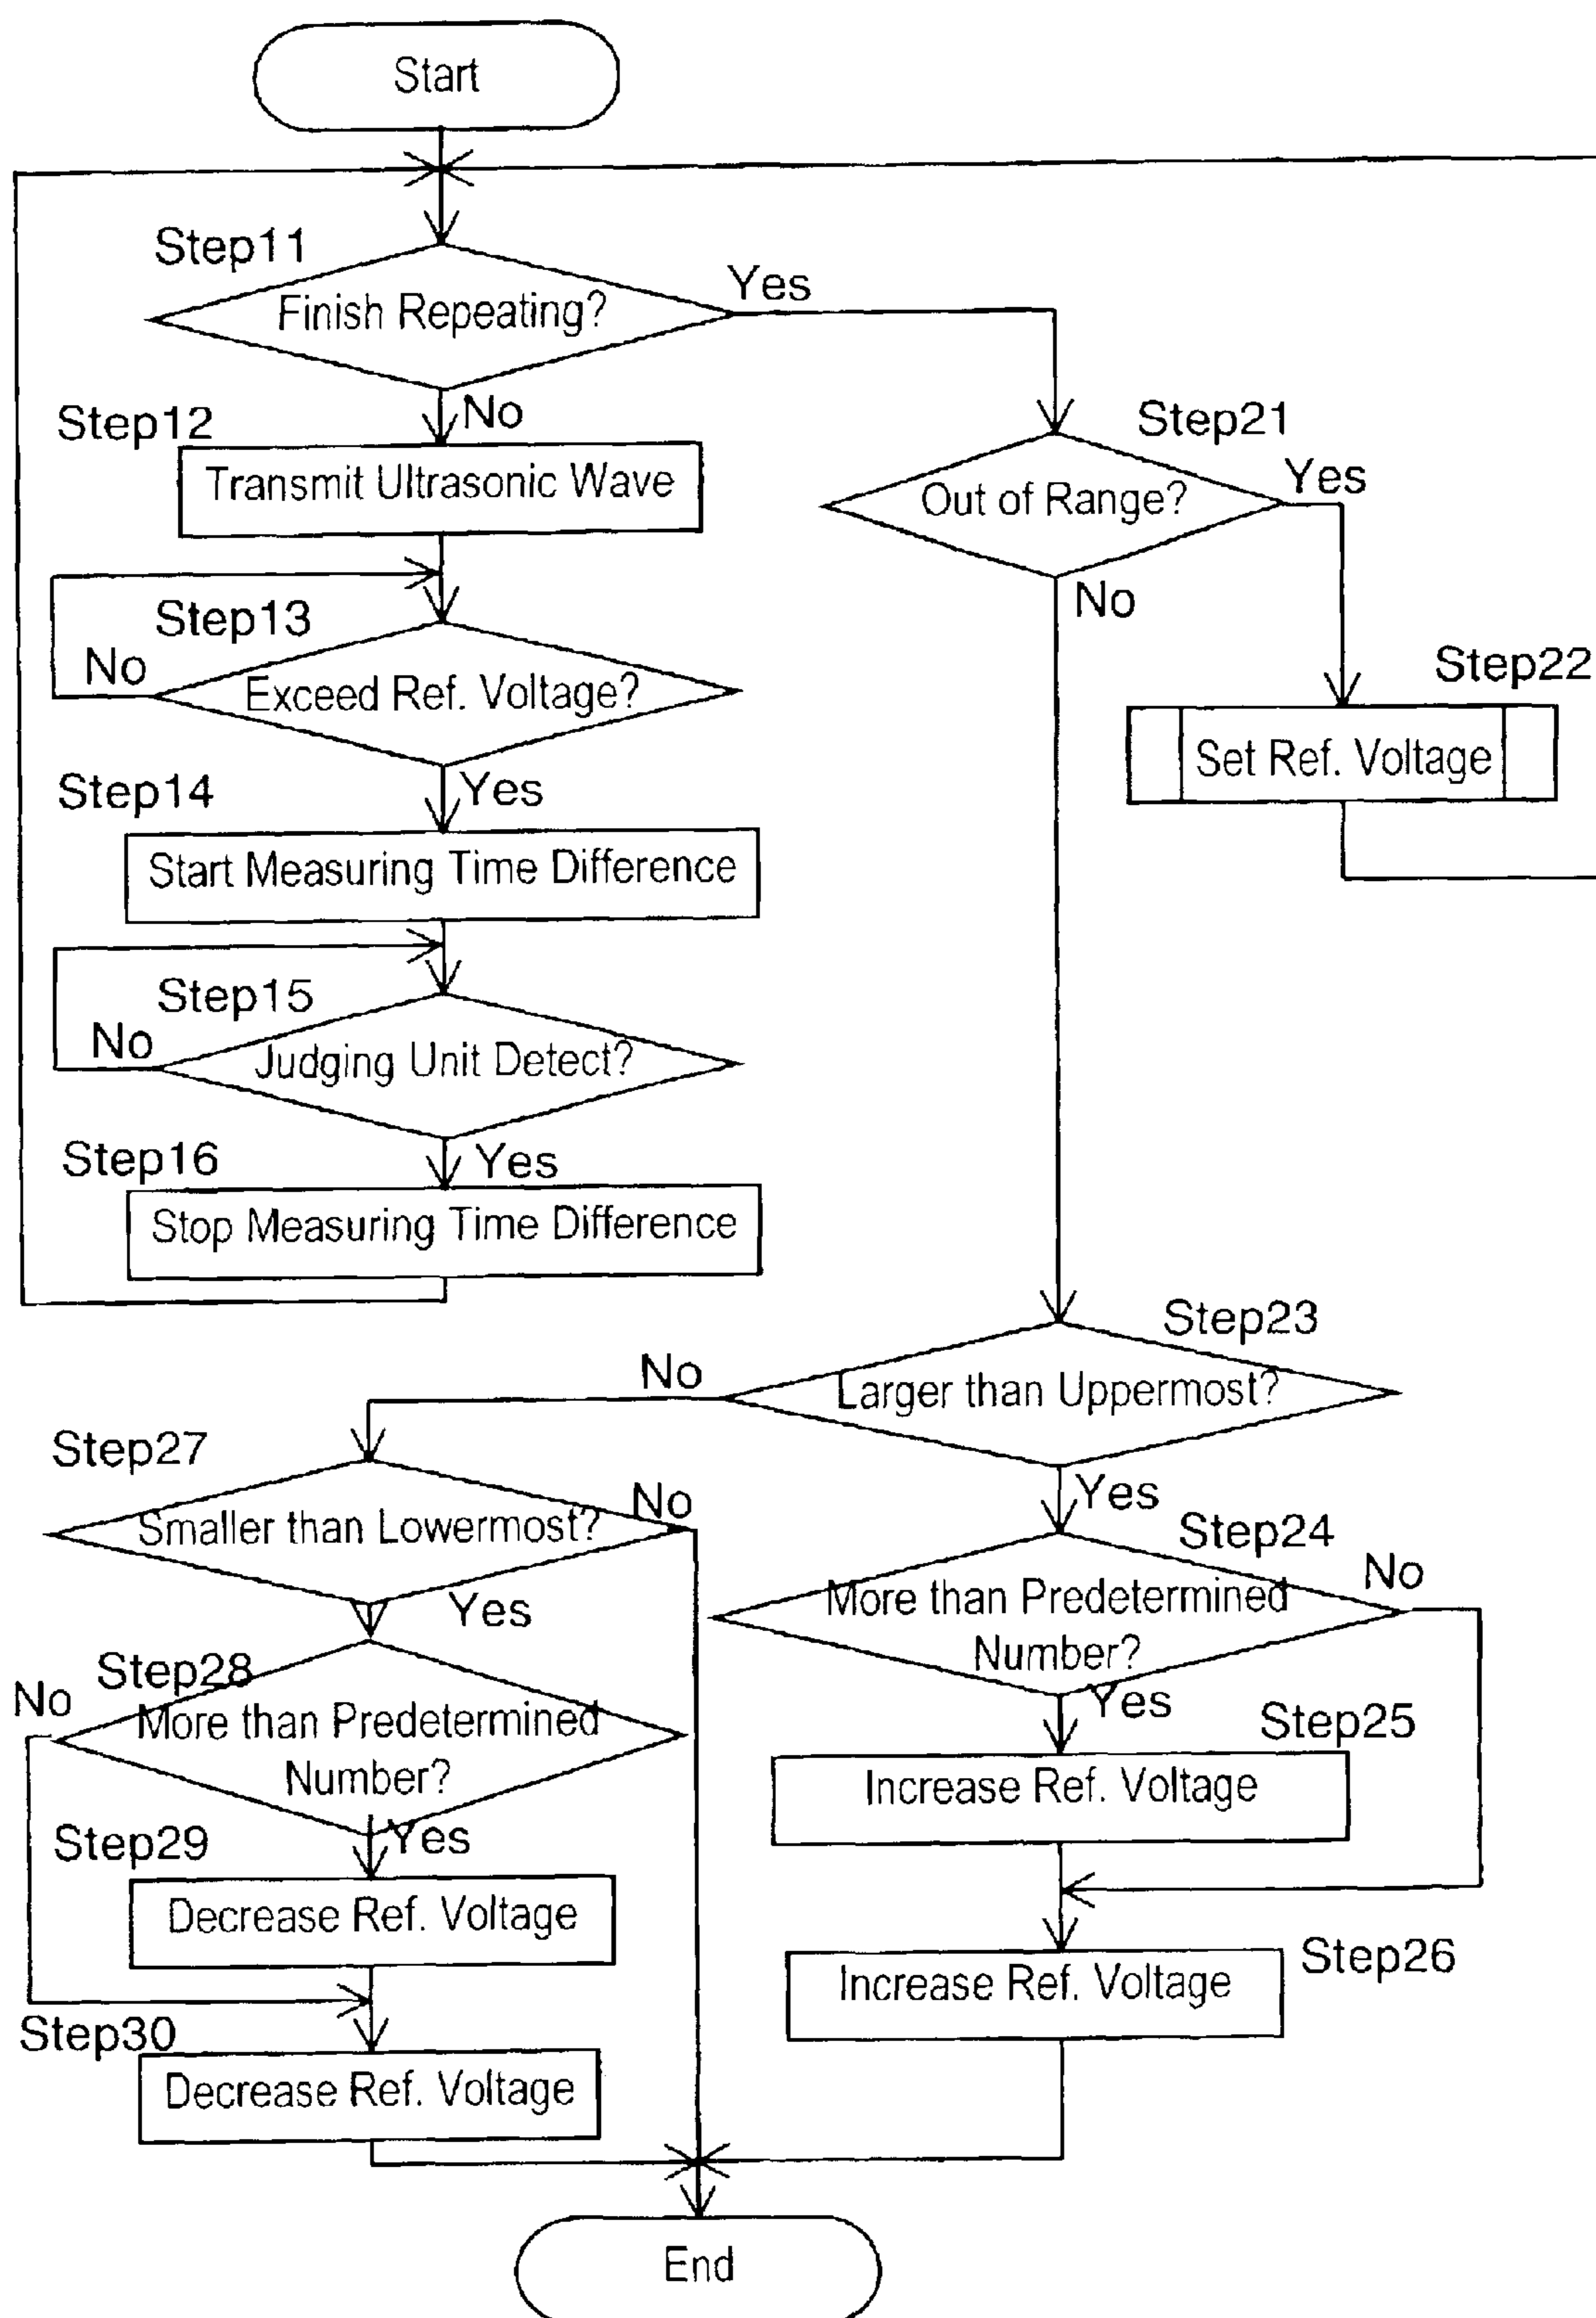 Start
Step11
Finish Repeating?
Yes
No
Step12
Transmit Ultrasonic Wave
Step13
No
Exceed Ref. Voltage?
Yes
Step14
Start Measuring Time Difference
Step15
No
Judging Unit Detect?
Yes
Step16
Stop Measuring Time Difference
Step21
Out of Range?
Yes
No
Step22
Set Ref. Voltage
Step23
Larger than Uppermost?
No
Yes
Step24
More than Predetermined
Number?
No
Yes
Step25
Increase Ref. Voltage
Step26
Increase Ref. Voltage
Step27
Smaller than Lowermost?
No
Yes
Step28
No
More than Predetermined
Number?
Yes
Step29
Decrease Ref. Voltage
Step30
Decrease Ref. Voltage
End